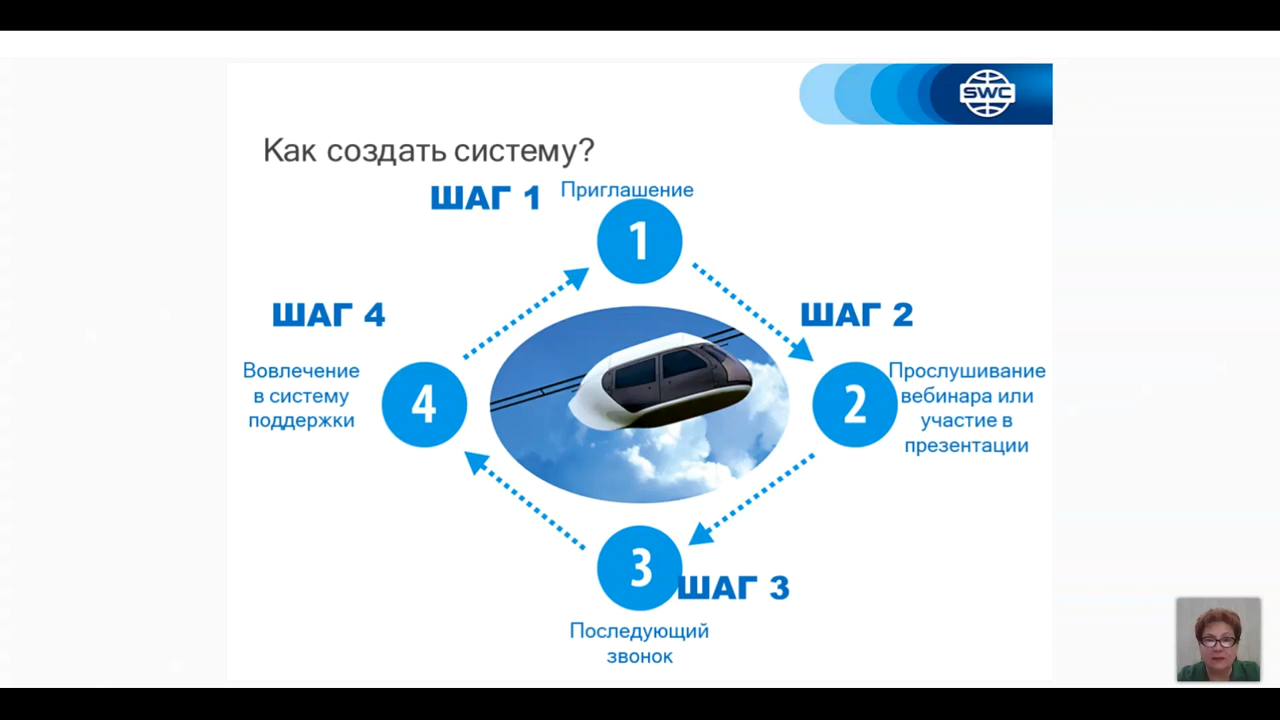 SWC
Как создать систему?
ШАГ 1
Приглашение
1
ШАГ 4
ШАГ 2
Вовлечение
в систему
поддержки
4
2
Прослушивание
вебинара или
участие в
презентации
3
ШАГ 3
Последующий
звонок